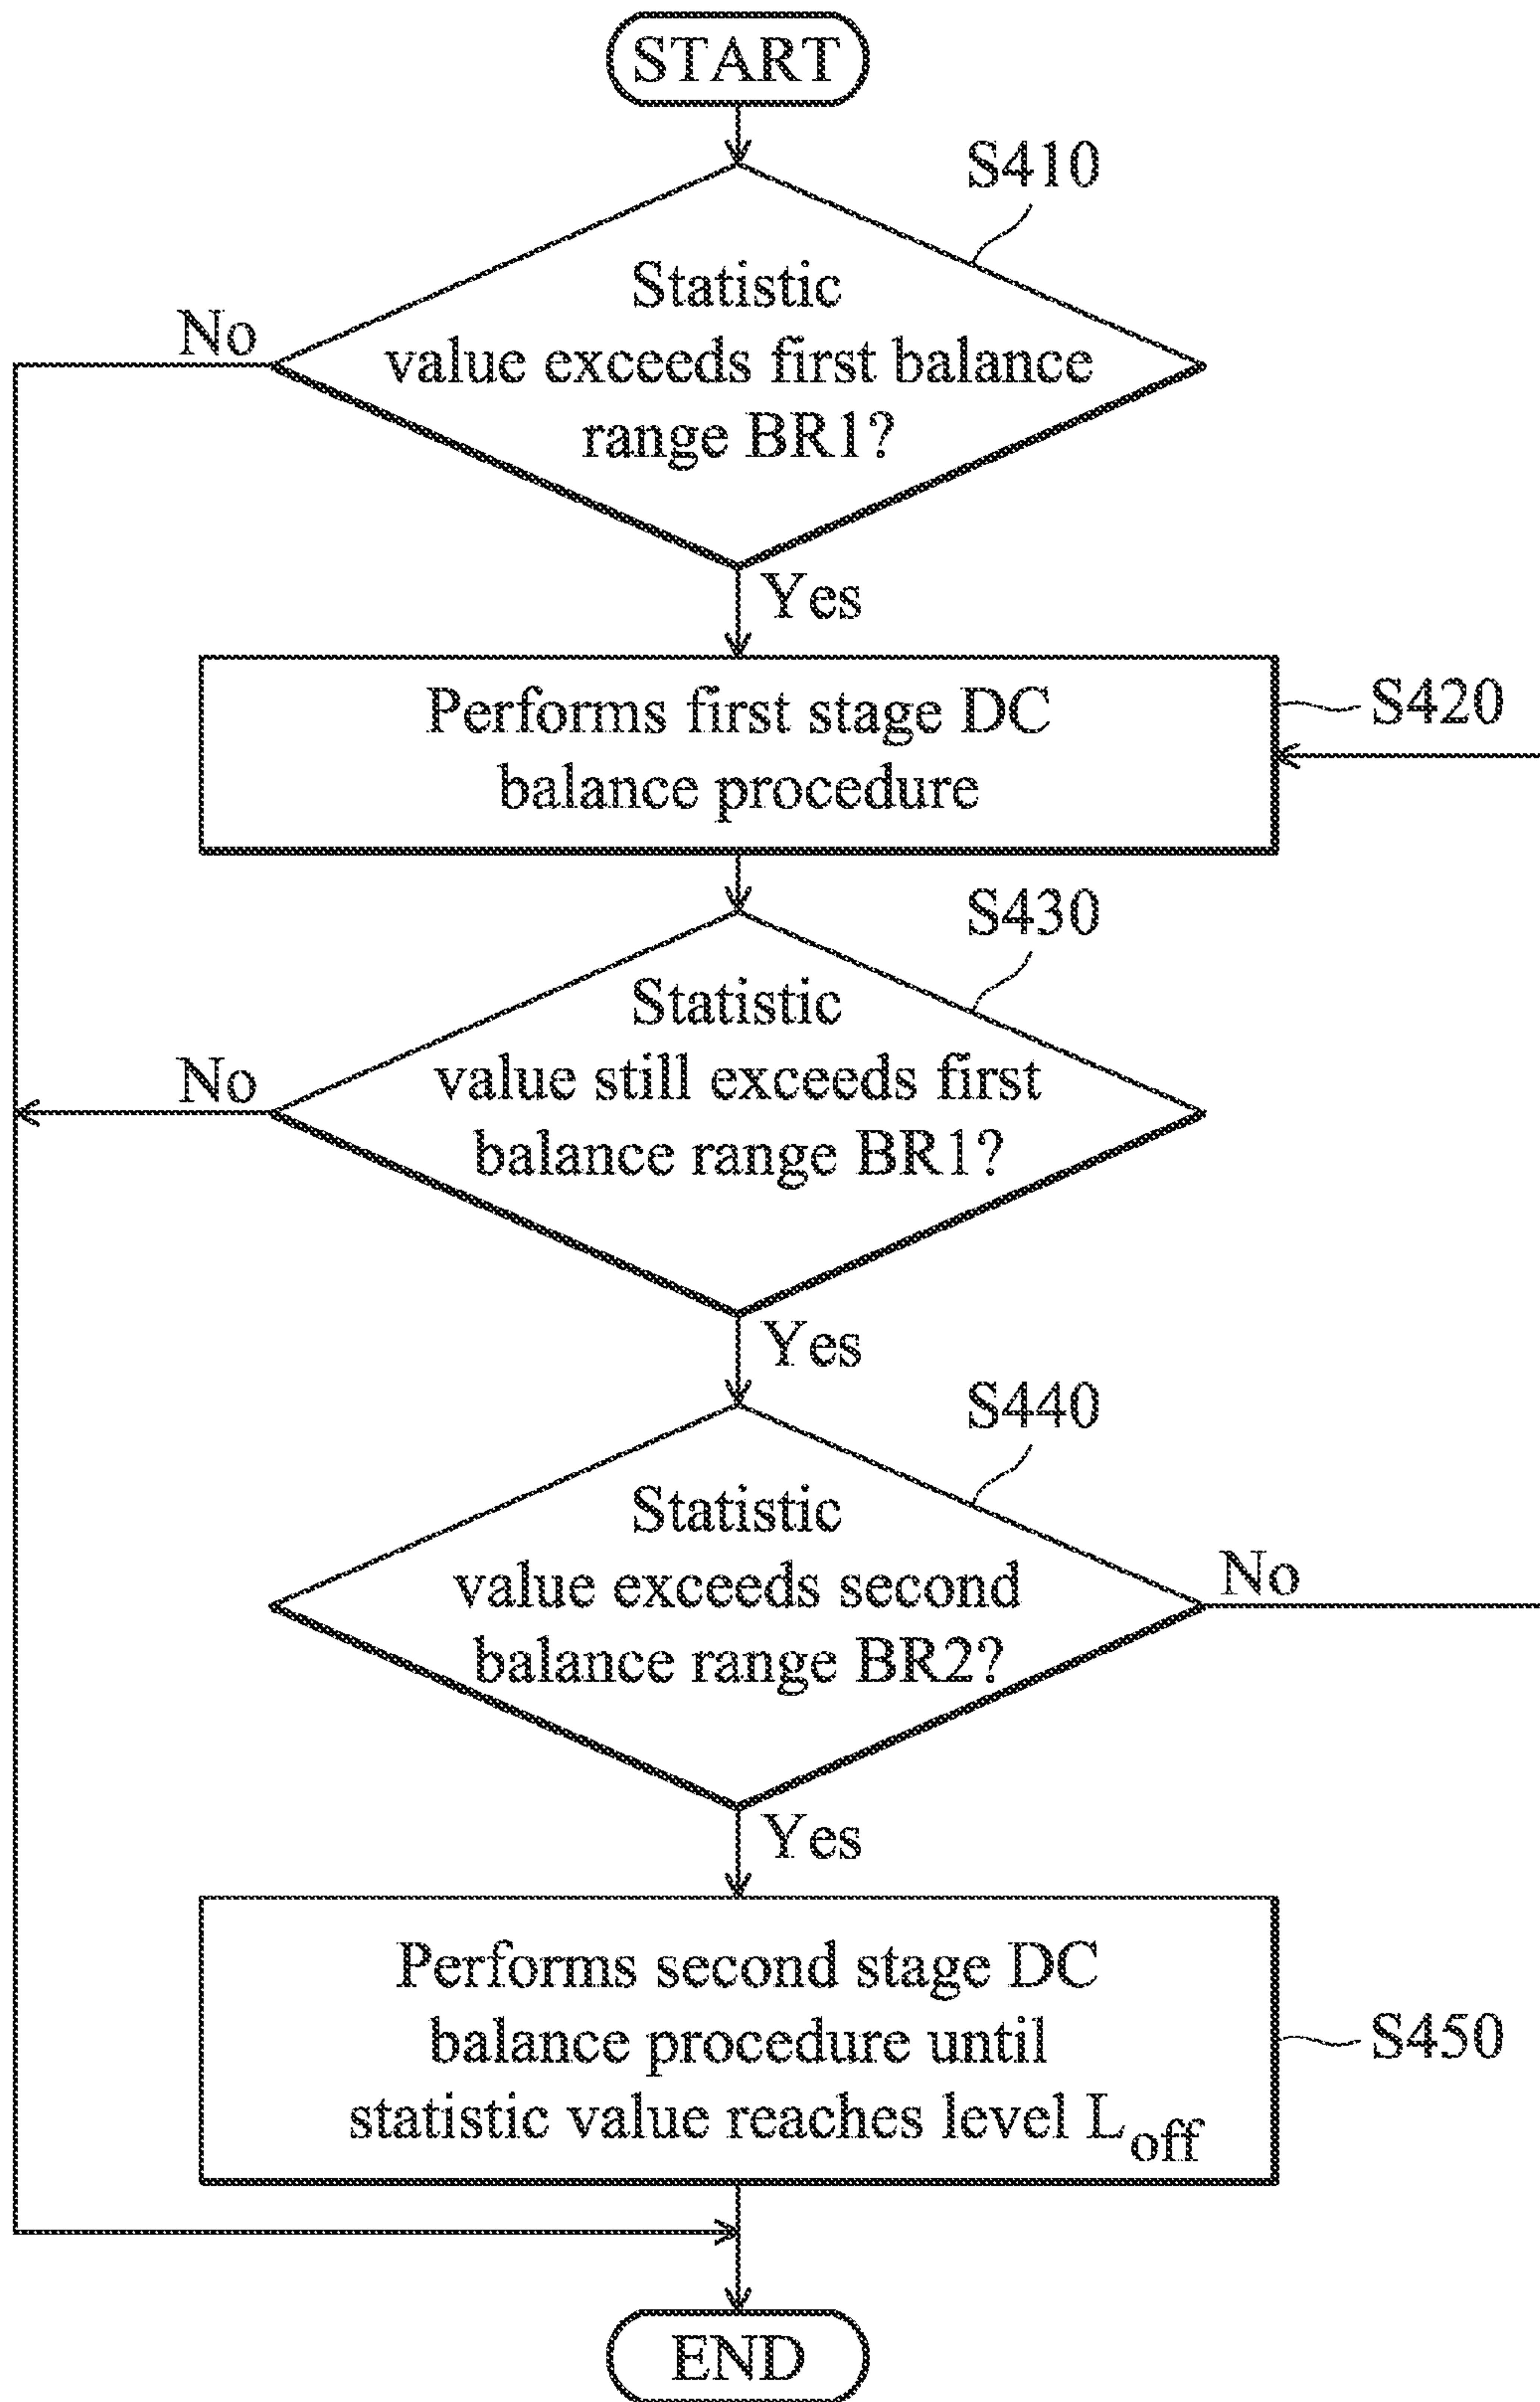 START
S410
Statistic
value exceeds first balance
range BR1?
No
Yes
Performs first stage DC
balance procedure
S420
S430
Statistic
value still exceeds first
balance range BR1?
No
Yes
S440
Statistic
value exceeds second
balance range BR2?
No
Yes
Performs second stage DC
balance procedure until
statistic value reaches level Loff
S450
END